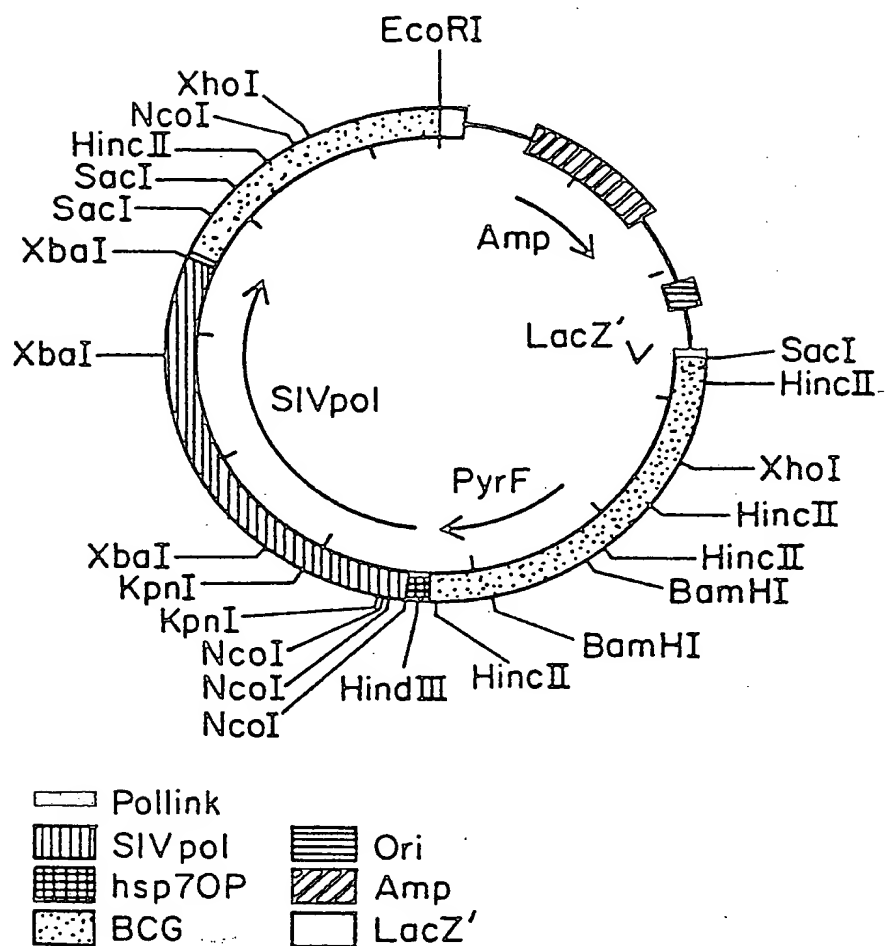 EcoRI
XhoI
NcoI
HincII
SacI
SacI
XbaI
XbaI
Amp
LacZ'
SacI
HincII
SIVpol
PyrF
XhoI
HincII
HincII
BamHI
BamHI
XbaI
KpnI
KpnI
NcoI
NcoI
NcoI
HindIII
HincII
Pollink
SIVpol
hsp70P
BCG
Ori
Amp
LacZ'